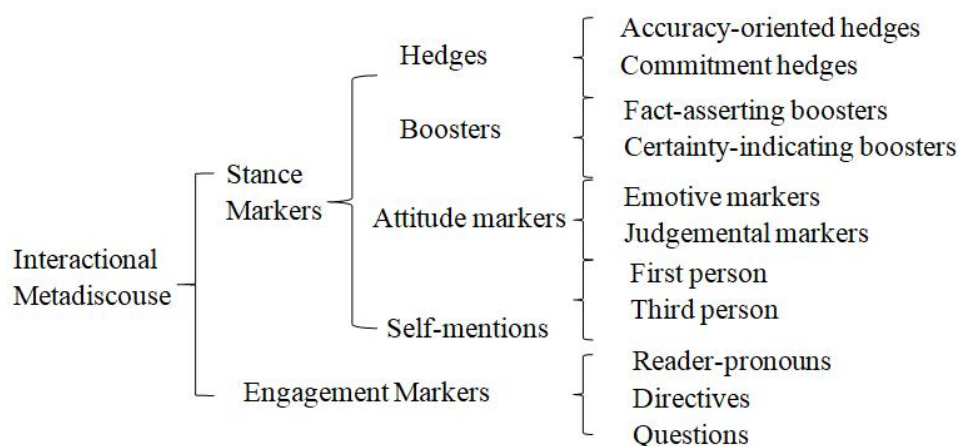 Interactional
Metadiscouse
Stance
Markers
Hedges
Accuracy-oriented hedges
Commitment hedges
Boosters
Fact-asserting boosters
Certainty-indicating boosters
Attitude markers
Emotive markers
Judgemental markers
Self-mentions
First person
Third person
Engagement Markers
Reader-pronouns
Directives
Questions